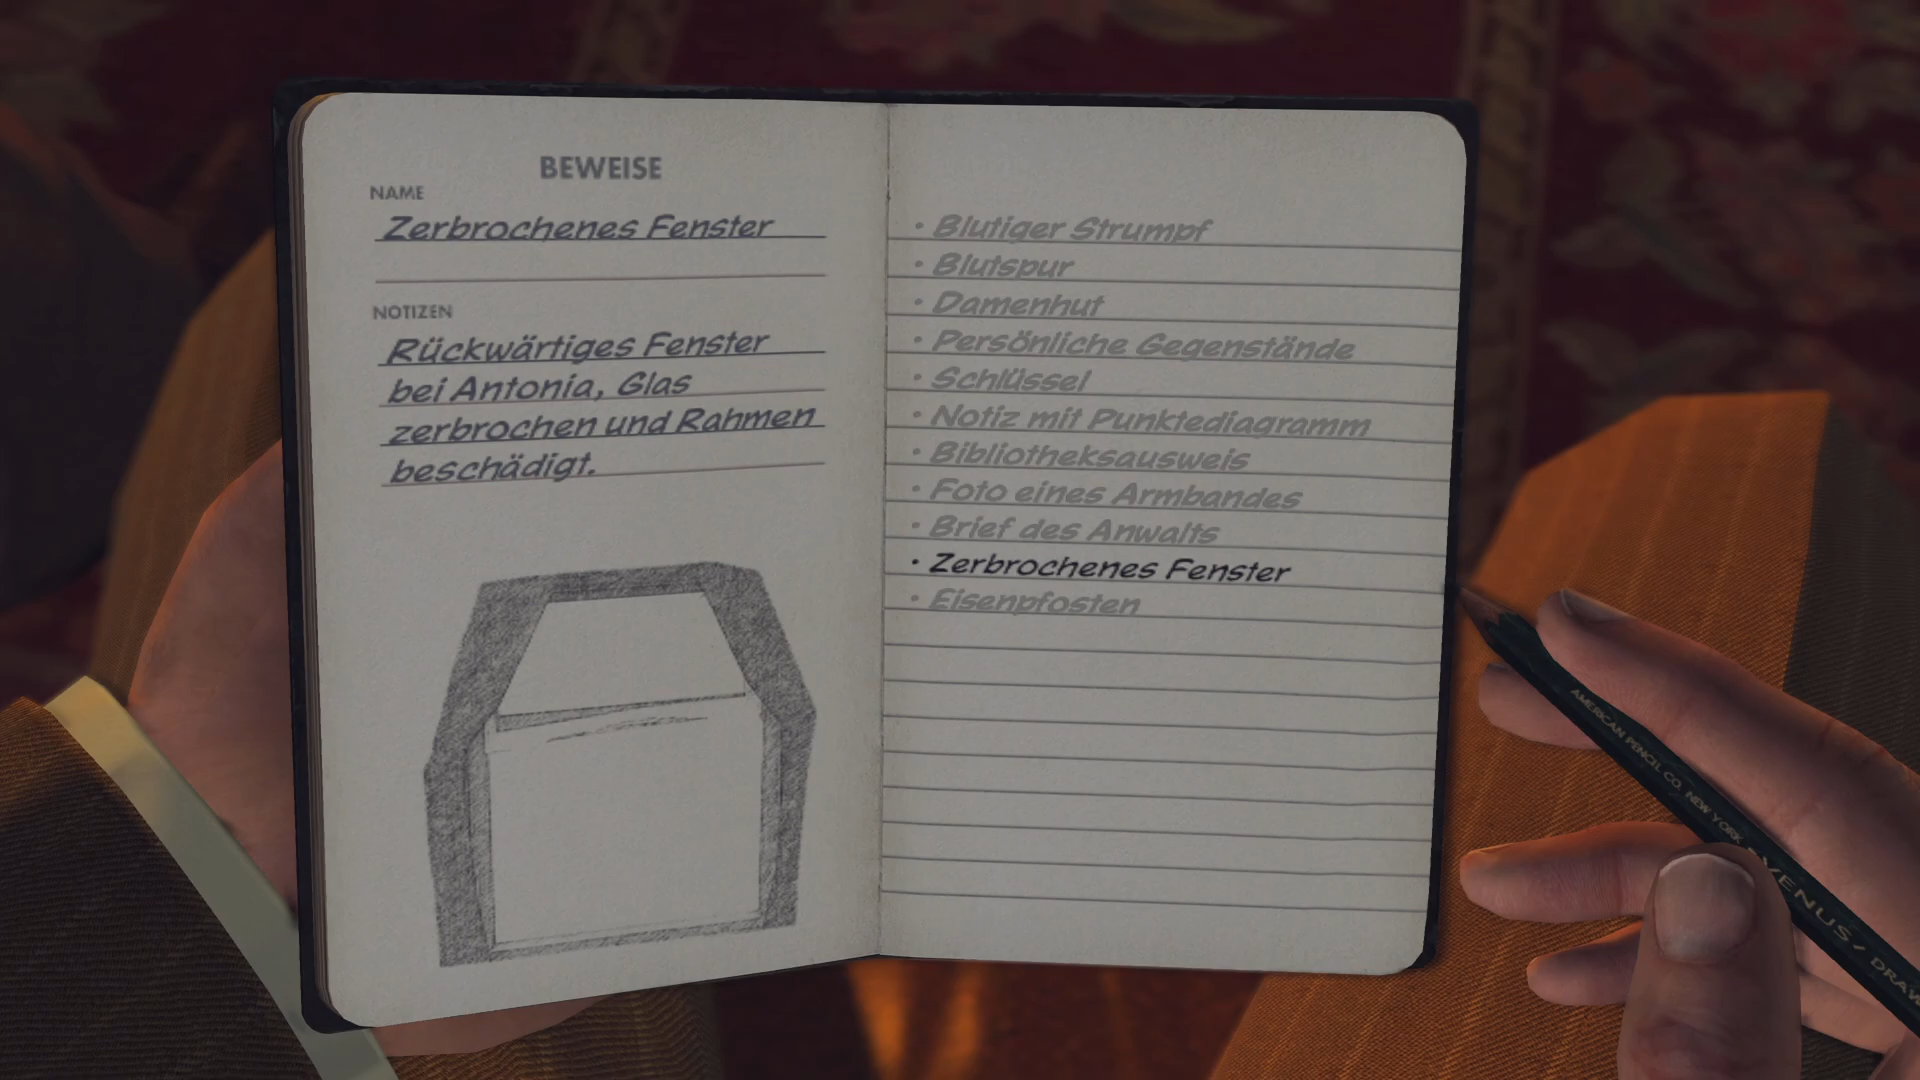 BEWEISE
NAME
Zerbrochenes Fenster
NOTIZEN
Rückwärtiges Fenster
bei Antonia, Glas
zerbrochen und Rahmen
beschädigt.
• Blutiger Strumpf
• Blutspur
• Damenhut
• Persönliche Gegenstände
• Schlüssel
• Notiz mit Punktediagramm
• Bibliotheksausweis
• Foto eines Armbandes
• Brief des Anwalts
• Zerbrochenes Fenster
• Eisenpfosten
AMERICAN PENCIL CO. NEW YORK VENUS